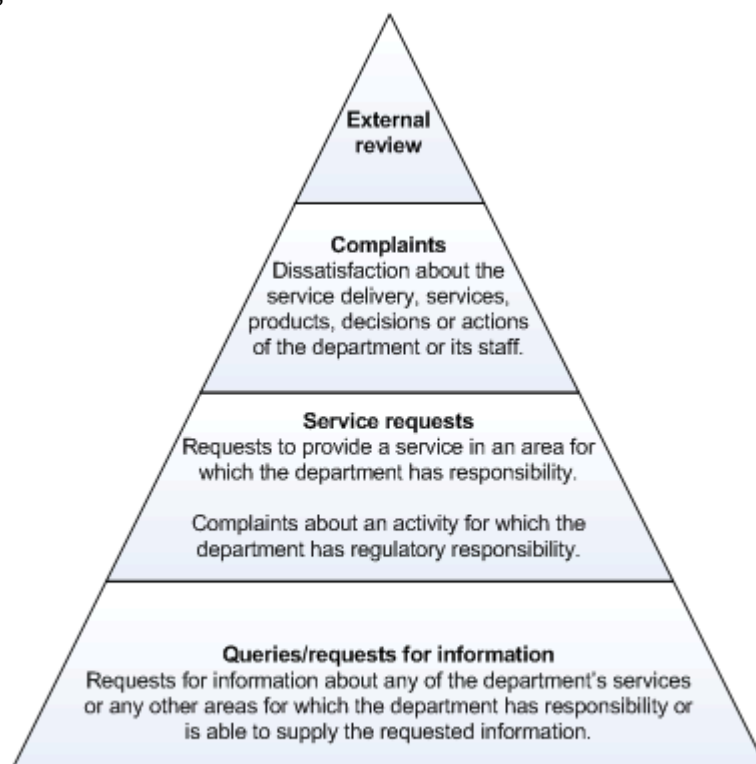 External
review
Complaints
Dissatisfaction about the
service delivery, services,
products, decisions or actions
of the department or its staff.
Service requests
Requests to provide a service in an area for
which the department has responsibility.
Complaints about an activity for which the
department has regulatory responsibility.
Queries/requests for information
Requests for information about any of the department's services
or any other areas for which the department has responsibility or
is able to supply the requested information.